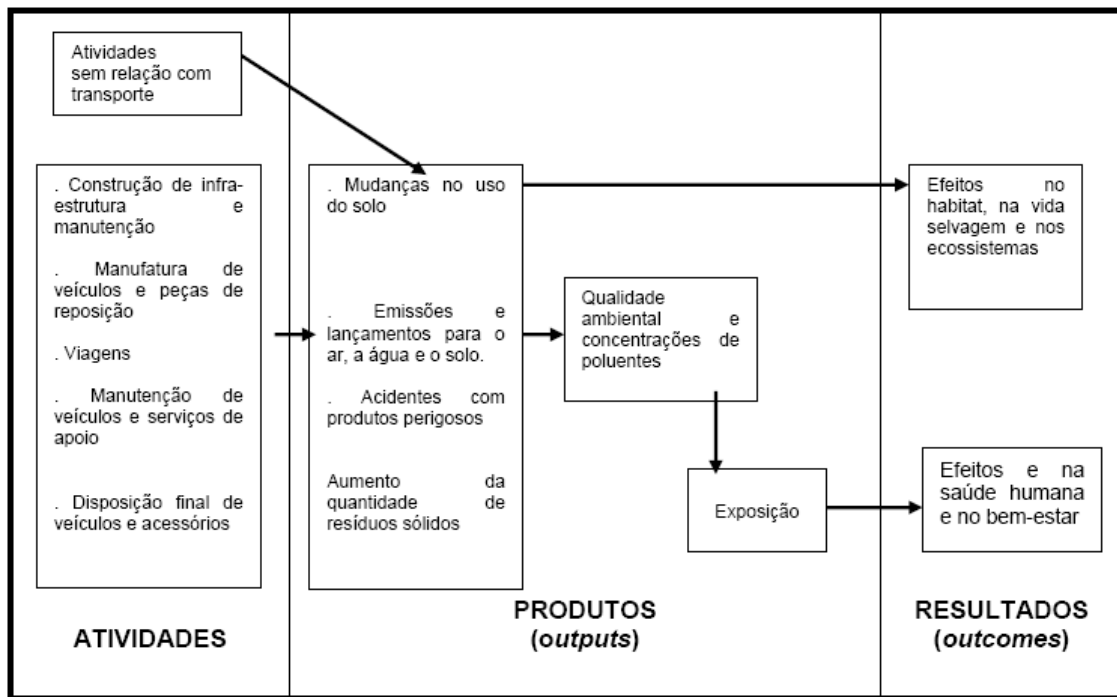 Atividades
sem relação com
transporte
. Construção de infra-
estrutura e
manutenção
. Manufatura de
veículos e peças de
reposição
. Viagens
. Manutenção de
veículos e serviços de
apoio
. Disposição final de
veículos e acessórios
ATIVIDADES
. Mudanças no uso
do solo
. Emissões e
lançamentos para o
ar, a água e o solo.
. Acidentes com
produtos perigosos
Aumento da
quantidade de
resíduos sólidos
Qualidade
ambiental e
concentrações de
poluentes
Exposição
PRODUTOS
(outputs)
Efeitos no
habitat, na vida
selvagem e nos
ecossistemas
Efeitos e na
saúde humana
e no bem-estar
RESULTADOS
(outcomes)